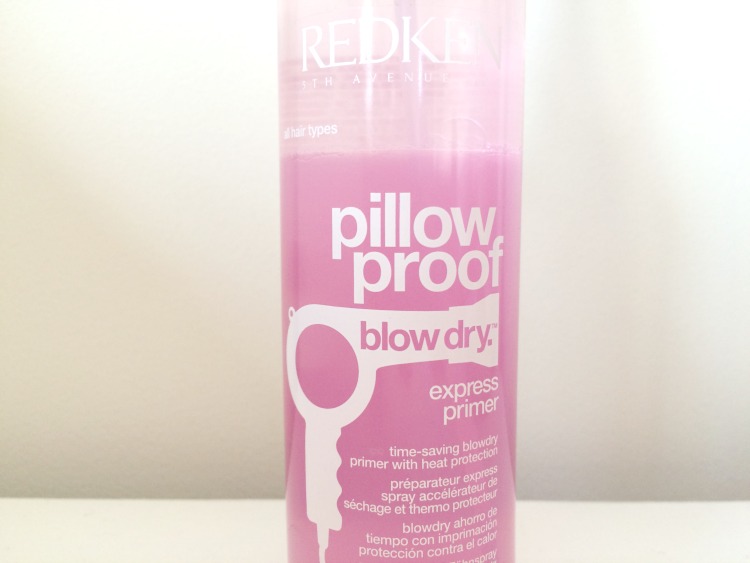 REDKEN
5TH AVENUE
all hair types
pillow
proof
blow dry.™
express
primer
time-saving blowdry
primer with heat protection
préparateur express
spray accélérateur de
séchage et thermo protecteur
blowdry ahorro de
tiempo con imprimación
protección contra el calor